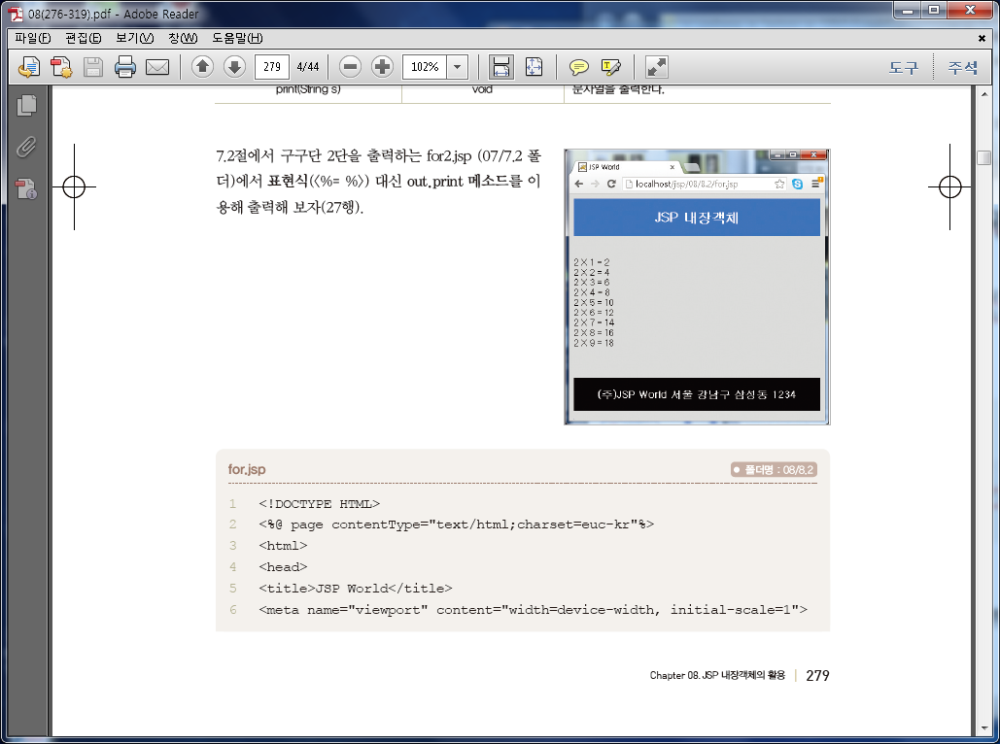 08(276-319).pdf - Adobe Reader
파일(F) 편집(E) 보기(V) 창(W) 도움말(H)
279 4/44 102% 도구 주석
print(String s) void 문자열을 출력한다.
7.2절에서 구구단 2단을 출력하는 for2.jsp (07/7.2 폴
더)에서 표현식(<%= %>) 대신 out.print 메소드를 이
용해 출력해 보자(27행).
JSP World
localhost/jsp/08/8.2/for.jsp
JSP 내장객체
2 X 1 = 2
2 X 2 = 4
2 X 3 = 6
2 X 4 = 8
2 X 5 = 10
2 X 6 = 12
2 X 7 = 14
2 X 8 = 16
2 X 9 = 18
(주)JSP World 서울 강남구 삼성동 1234
for.jsp
폴더명 : 08/8.2
1 <!DOCTYPE HTML>
2 <%@ page contentType="text/html;charset=euc-kr"%>
3 <html>
4 <head>
5 <title>JSP World</title>
6 <meta name="viewport" content="width=device-width, initial-scale=1">
Chapter 08. JSP 내장객체의 활용 | 279